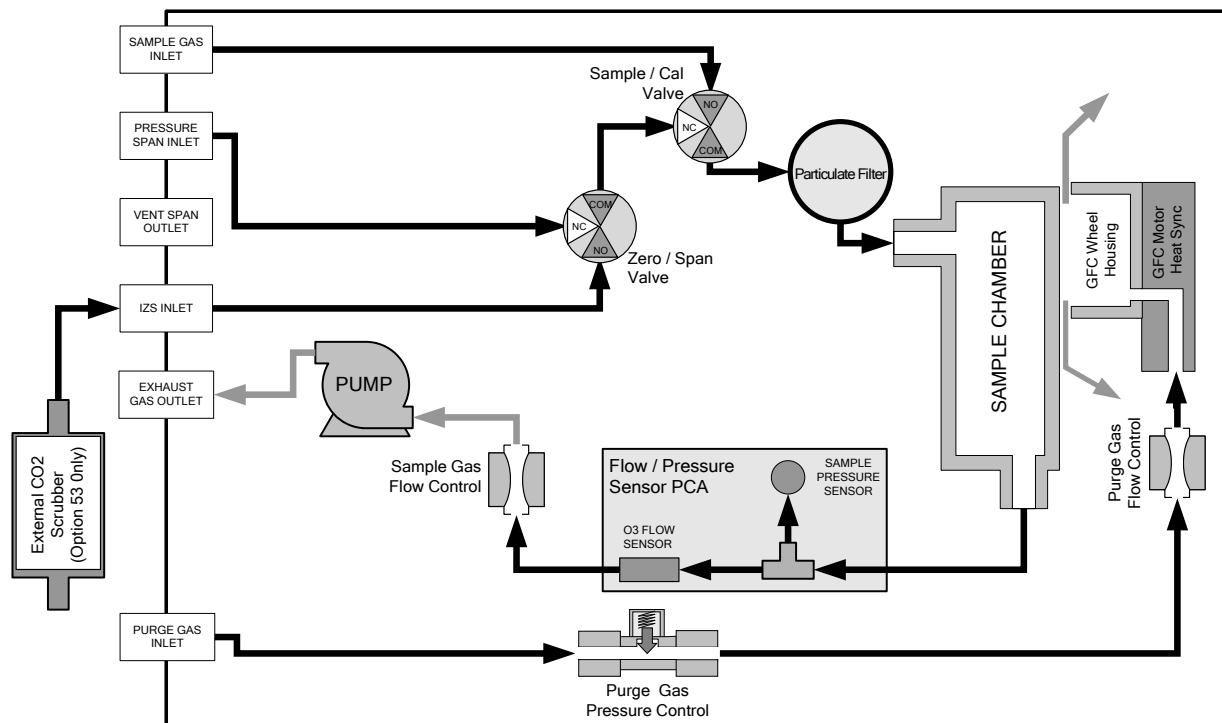 SAMPLE GAS
INLET
Sample / Cal
Valve
NO
NC
COM
PRESSURE
SPAN INLET
Particulate Filter
VENT SPAN
OUTLET
COM
NC
NO
Zero / Span
Valve
IZS INLET
SAMPLE CHAMBER
GFC Wheel
Housing
GFC Motor
Heat Sync
EXHAUST
GAS OUTLET
PUMP
External CO2
Scrubber
(Option 53 0nly)
Sample Gas
Flow Control
Flow / Pressure
Sensor PCA
SAMPLE
PRESSURE
SENSOR
O3 FLOW
SENSOR
Purge Gas
Flow Control
PURGE GAS
INLET
Purge Gas
Pressure Control